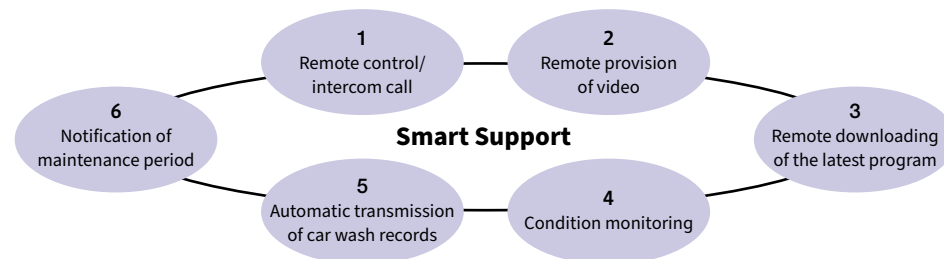 1
Remote control/
intercom call
2
Remote provision
of video
3
Remote downloading
of the latest program
4
Condition monitoring
5
Automatic transmission
of car wash records
6
Notification of
maintenance period
Smart Support